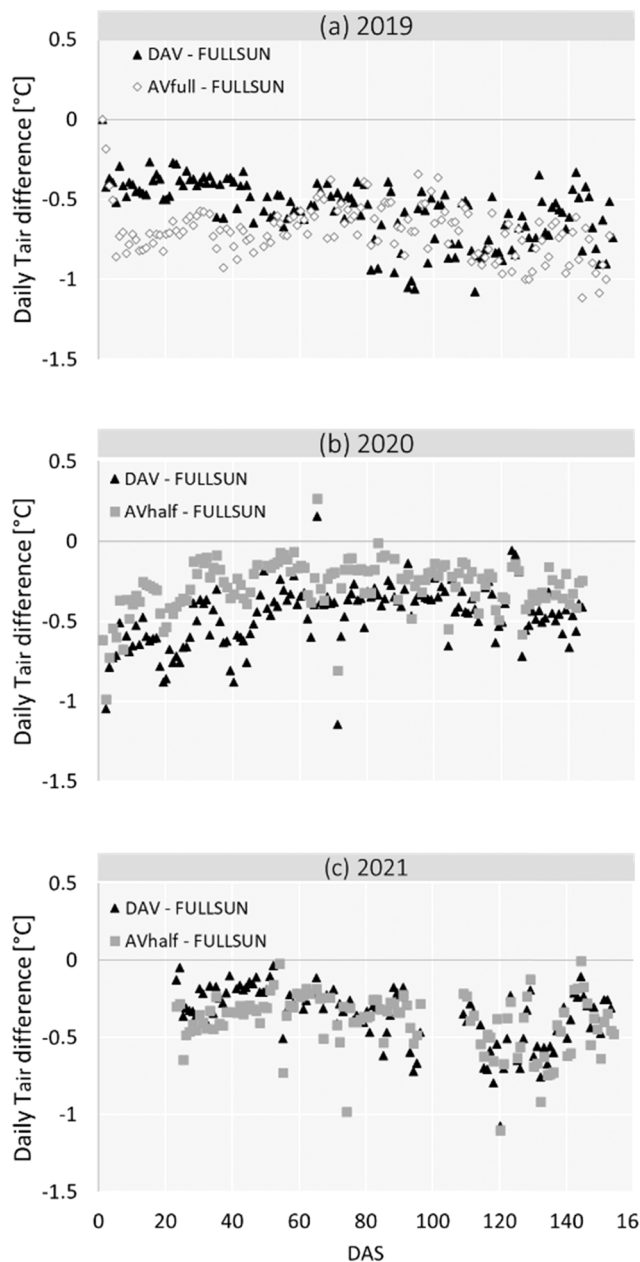 (a) 2019
0.5
0
-0.5
-1
-1.5
Daily Tair difference [°C]
DAV - FULLSUN
AVfull - FULLSUN
(b) 2020
0.5
0
-0.5
-1
-1.5
Daily Tair difference [°C]
DAV - FULLSUN
AVhalf - FULLSUN
(c) 2021
0.5
0
-0.5
-1
-1.5
Daily Tair difference [°C]
DAV - FULLSUN
AVhalf - FULLSUN
0 20 40 60 80 100 120 140 16
DAS